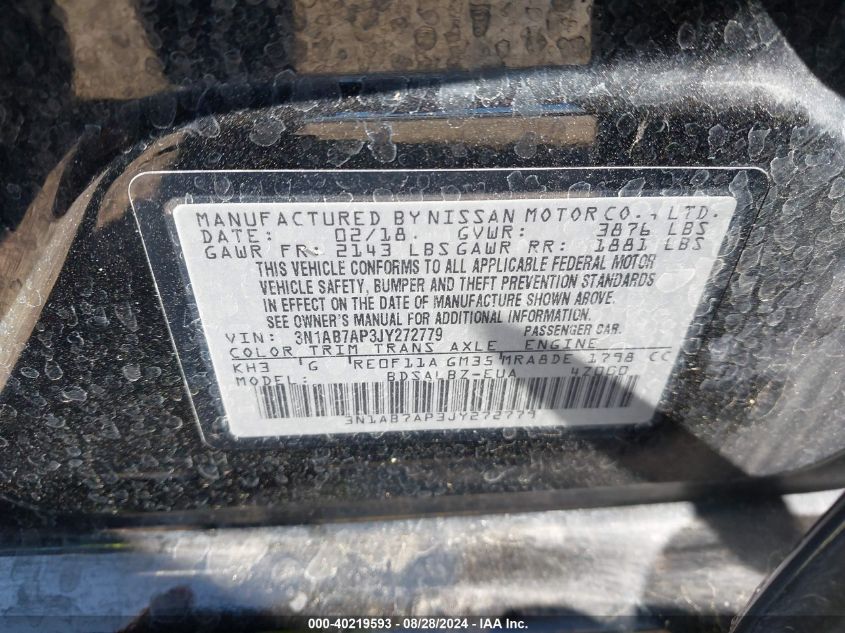 MANUFACTURED BY NISSAN MOTOR CO., LTD.
DATE: 02/18. GVWR: 3876 LBS
GAWR FR: 2143 LBS GAWR RR: 1881 LBS
THIS VEHICLE CONFORMS TO ALL APPLICABLE FEDERAL MOTOR
VEHICLE SAFETY, BUMPER AND THEFT PREVENTION STANDARDS
IN EFFECT ON THE DATE OF MANUFACTURE SHOWN ABOVE.
SEE OWNER'S MANUAL FOR ADDITIONAL INFORMATION.
VIN: 3N1AB7AP3JY272779 PASSENGER CAR.
COLOR TRIM TRANS AXLE ENGINE
KH3 G RE0F11A GM35 MRA8DE 1798 CC
MODEL: BDSALB7-EUA 47000
3N1AB7AP3JY272779
000-40219593 - 08/28/2024 - IAA Inc.